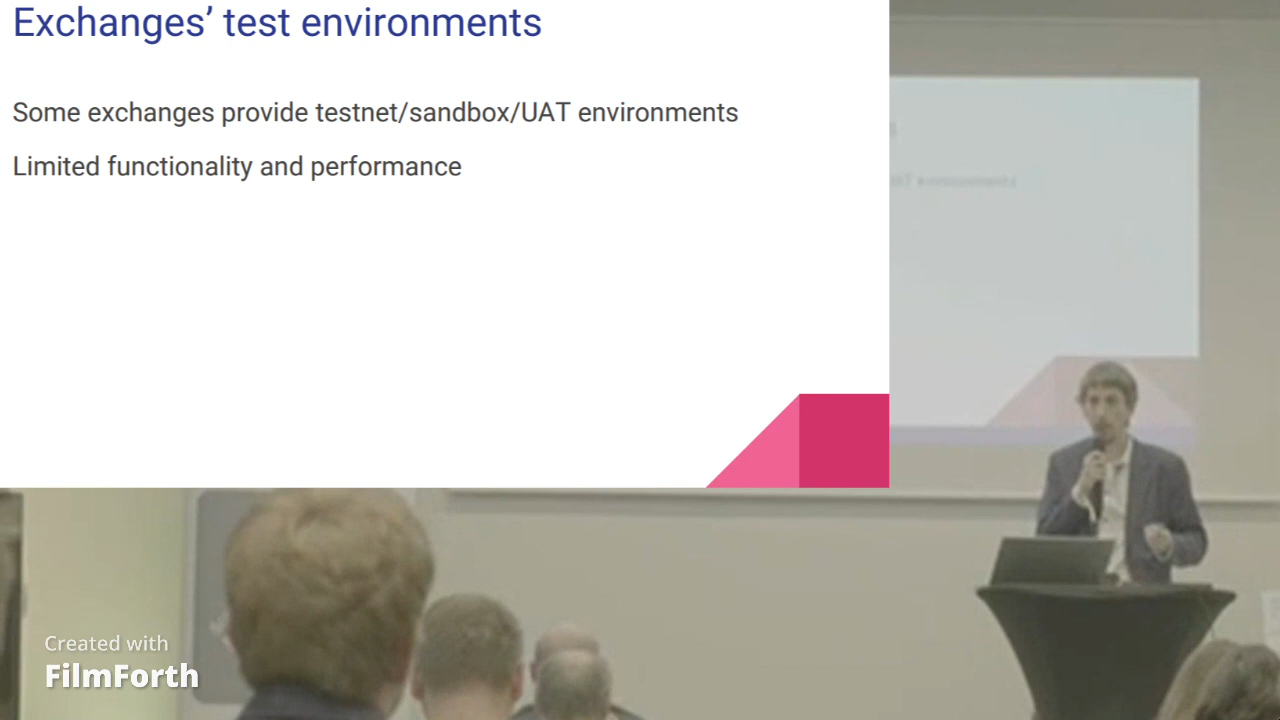 Exchanges’ test environments
Some exchanges provide testnet/sandbox/UAT environments
Limited functionality and performance
Created with
FilmForth